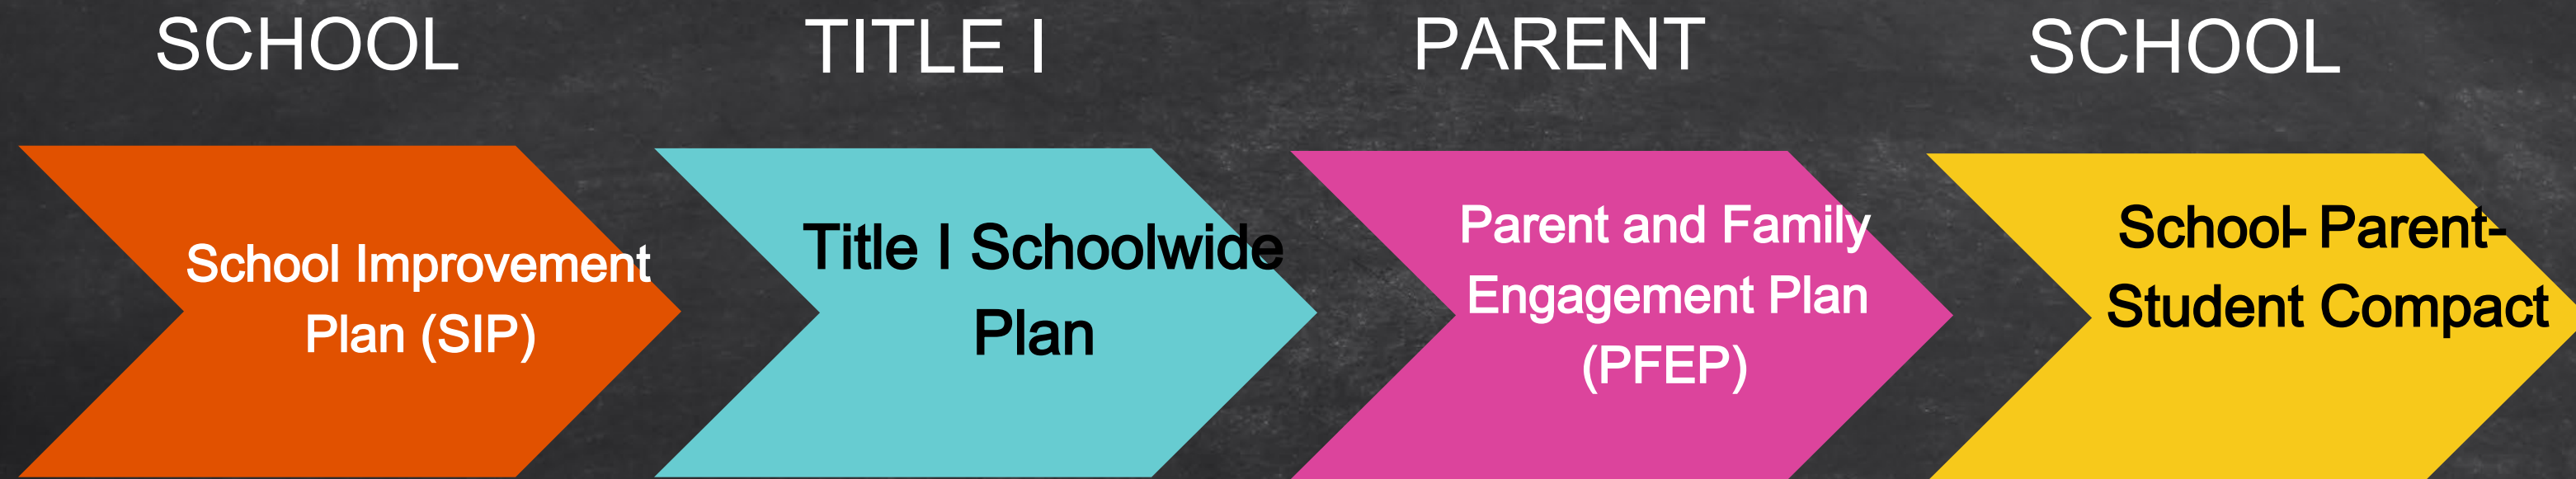 SCHOOL
TITLE I
PARENT
SCHOOL
School Improvement
Plan (SIP)
Title I Schoolwide
Plan
Parent and Family
Engagement Plan
(PFEP)
School- Parent-
Student Compact